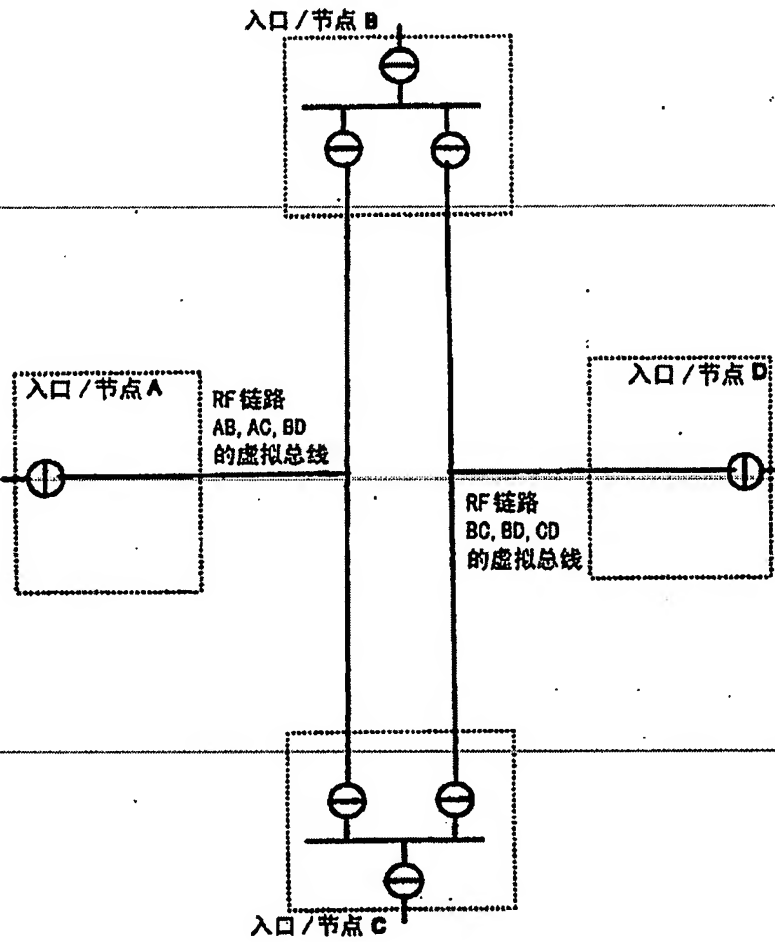 入口/节点 B
入口/节点 A
RF 链路
AB, AC, BD
的虚拟总线
入口/节点 D
RF 链路
BC, BD, CD
的虚拟总线
入口/节点 C